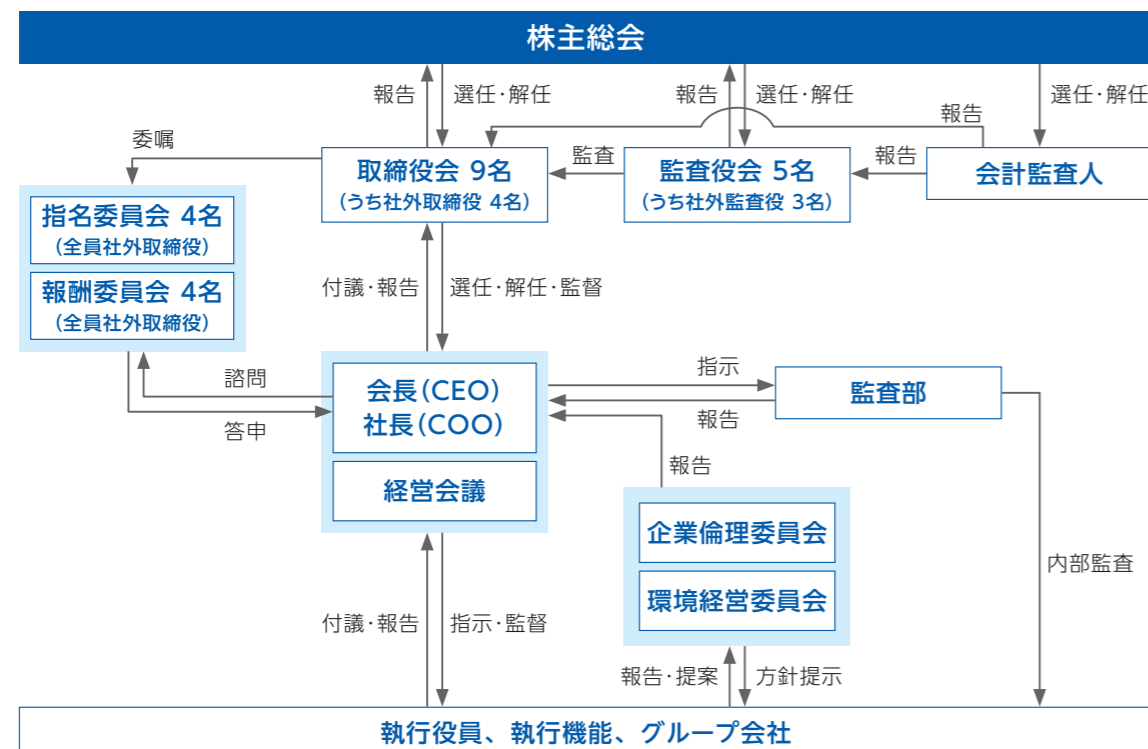 株主総会
報告
選任・解任
報告
選任・解任
選任・解任
報告
委嘱
取締役会 9名
(うち社外取締役 4名)
監査
監査役会 5名
(うち社外監査役 3名)
報告
会計監査人
指名委員会 4名
(全員社外取締役)
報酬委員会 4名
(全員社外取締役)
付議・報告
選任・解任・監督
諮問
答申
会長(CEO)
社長(COO)
経営会議
指示
報告
監査部
報告
企業倫理委員会
環境経営委員会
内部監査
付議・報告
指示・監督
報告・提案
方針提示
執行役員、執行機能、グループ会社